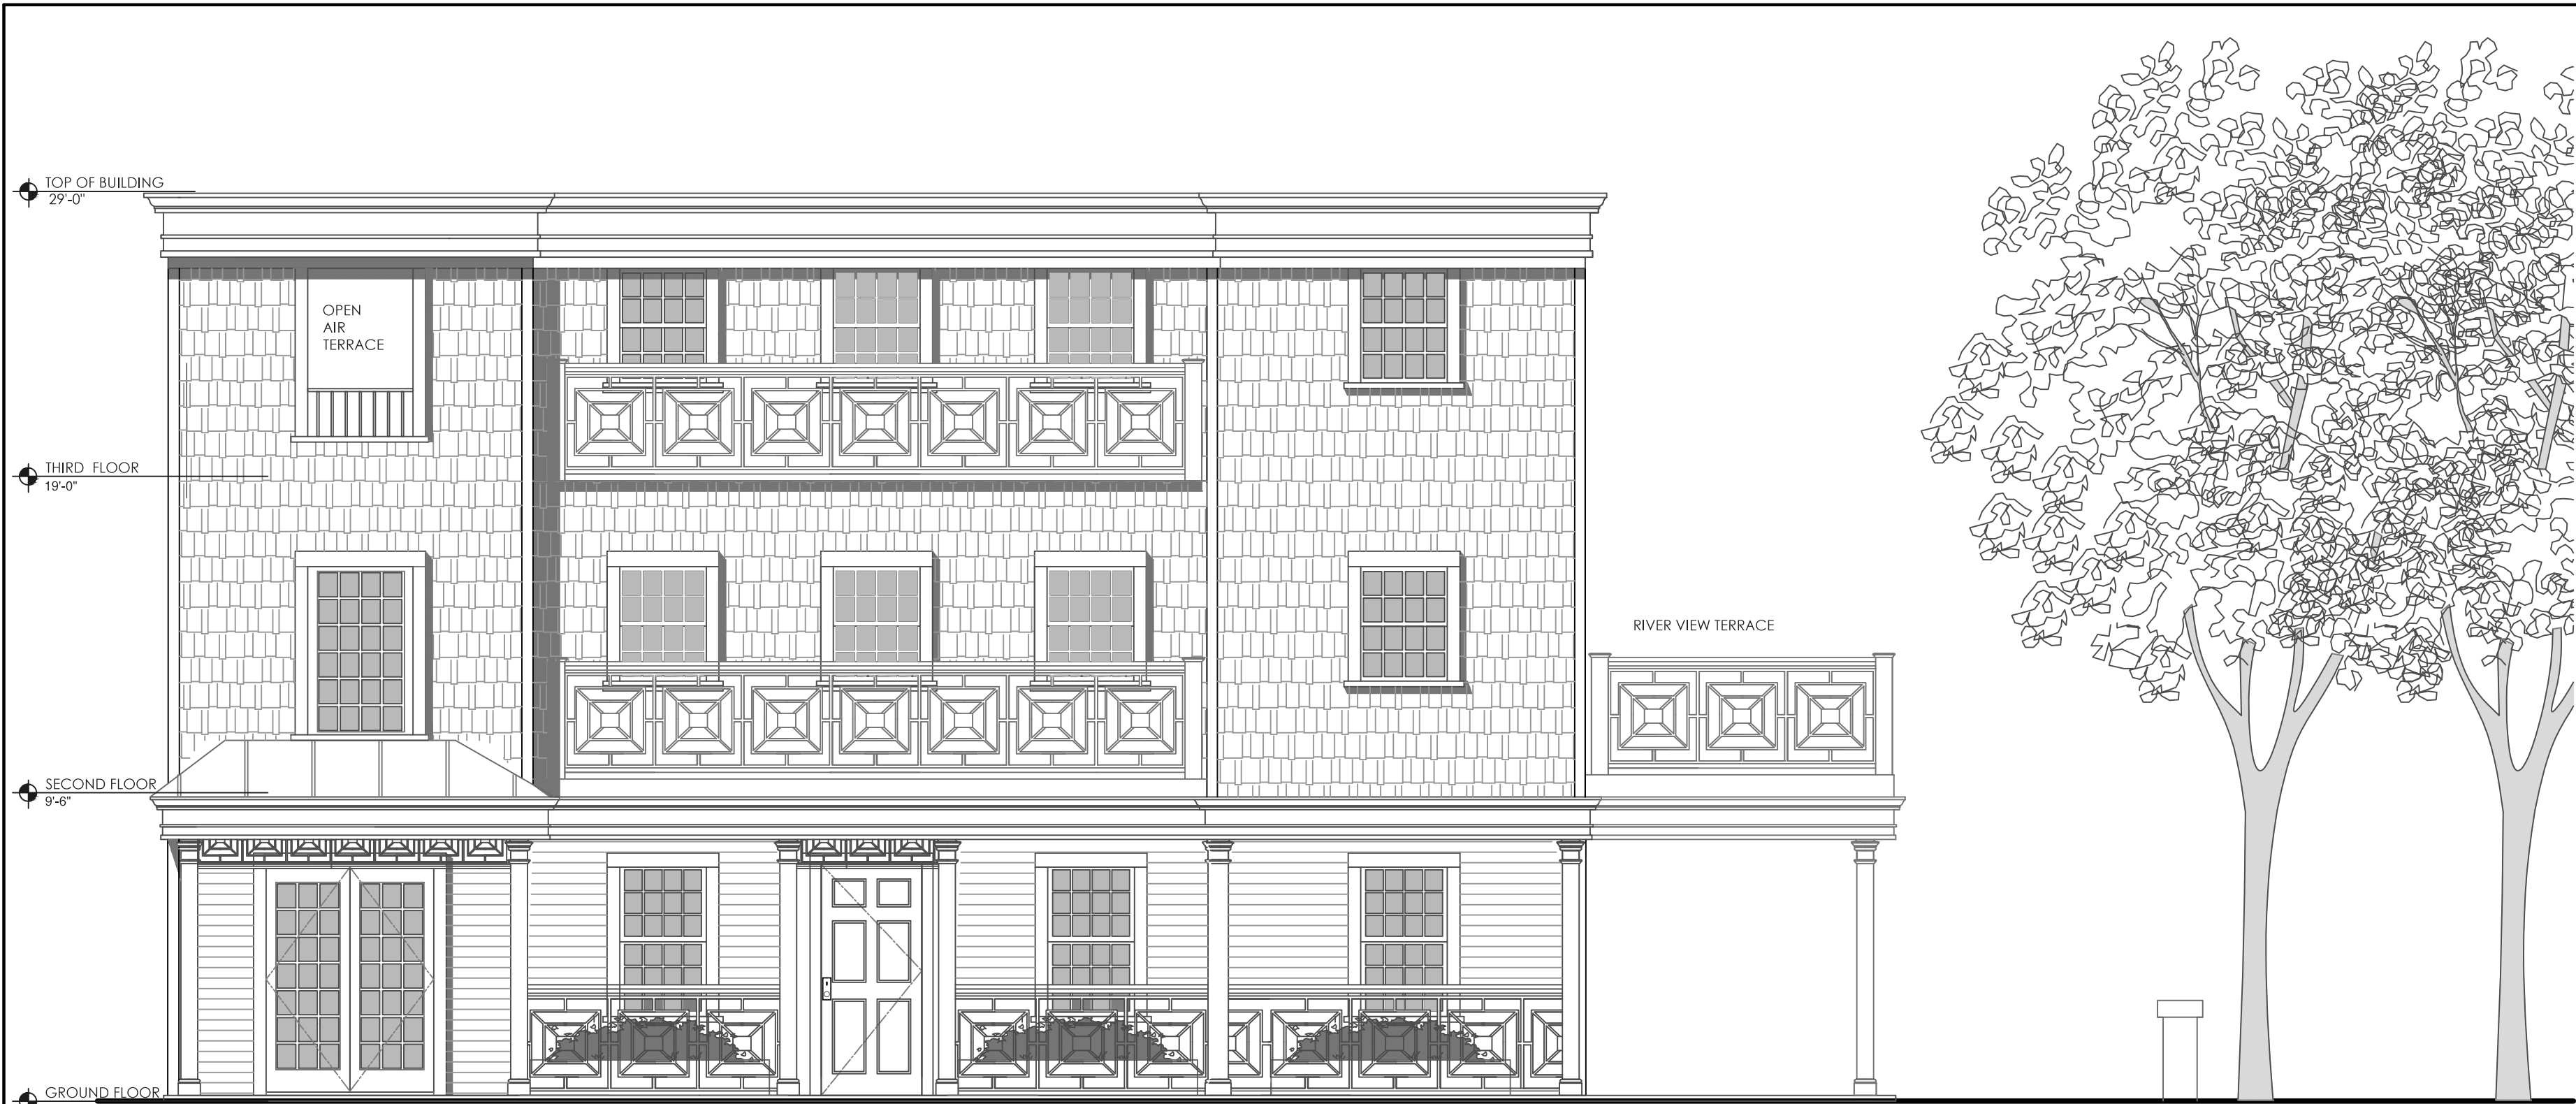 TOP OF BUILDING
29'-0"
OPEN
AIR
TERRACE
THIRD FLOOR
19'-0"
RIVER VIEW TERRACE
SECOND FLOOR
9'-6"
GROUND FLOOR